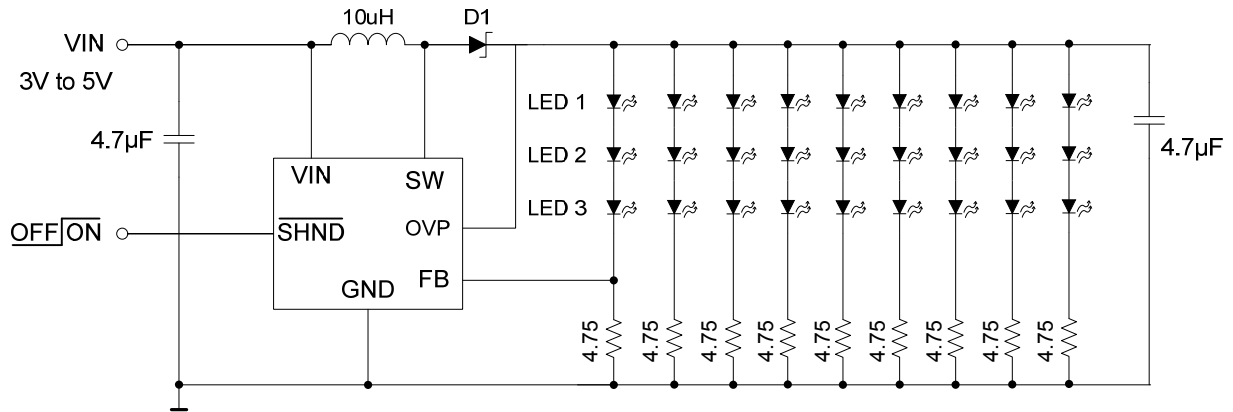 10uH
D1
VIN
3V to 5V
LED 1
4.7µF
4.7µF
LED 2
VIN
SW
LED 3
OFF ON
SHND
OVP
FB
GND
4.75
4.75
4.75
4.75
4.75
4.75
4.75
4.75
4.75